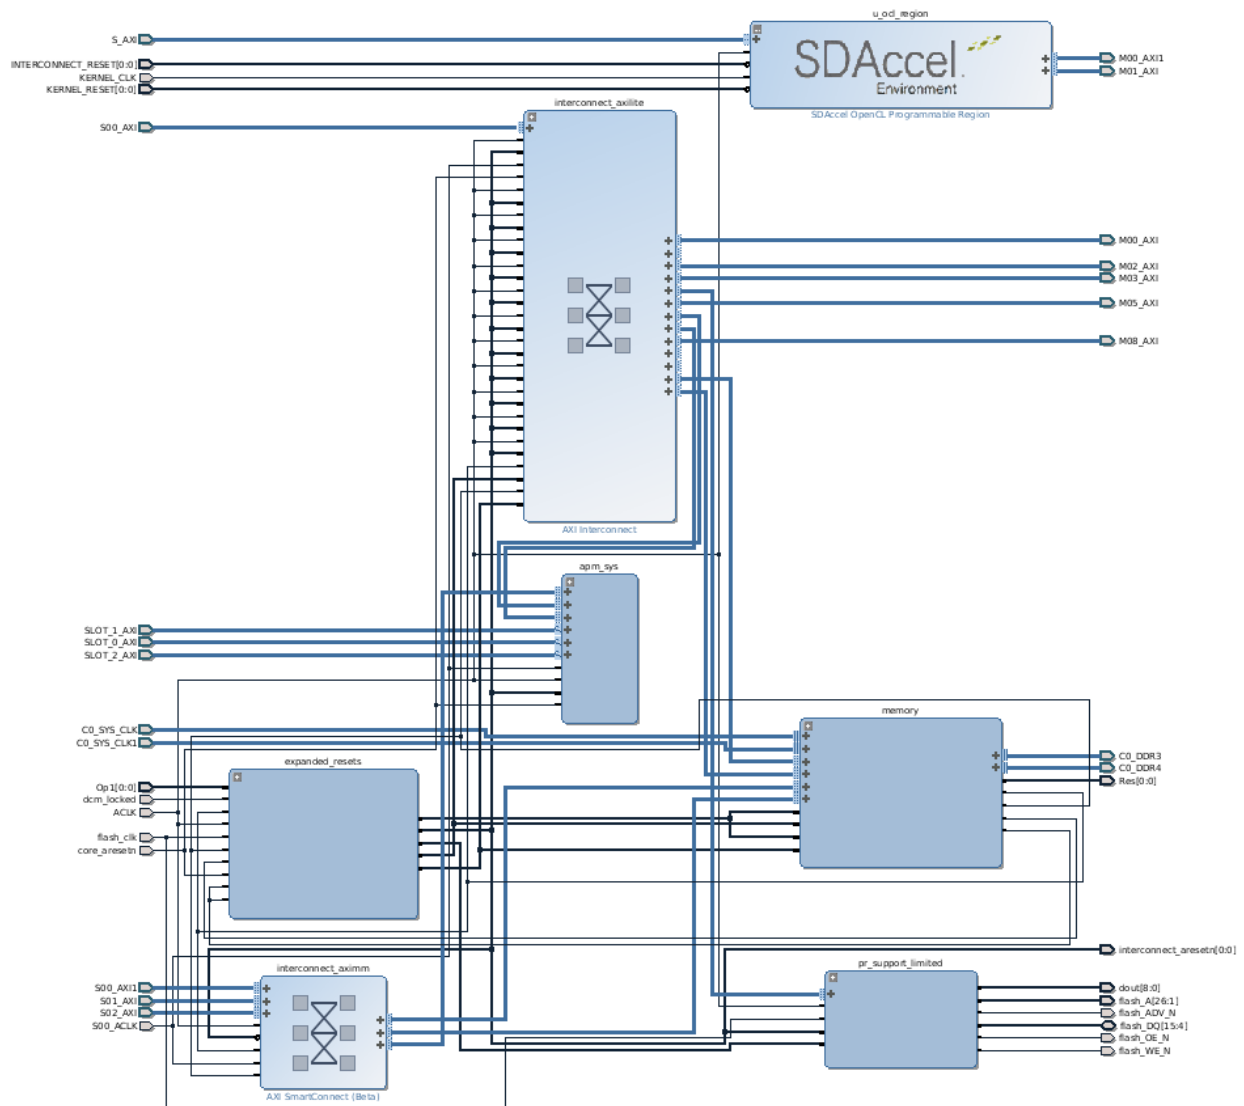 u_ocl_region
S_AXI
INTERCONNECT_RESET[0:0]
KERNEL_CLK
KERNEL_RESET[0:0]
SDAccel.
Environment
M00_AXI1
M01_AXI
SDAccel OpenCL Programmable Region
interconnect_axilite
S00_AXI
M00_AXI
M02_AXI
M03_AXI
M05_AXI
M08_AXI
AXI Interconnect
apm_sys
SLOT_1_AXI
SLOT_0_AXI
SLOT_2_AXI
memory
C0_SYS_CLK
C0_SYS_CLK1
C0_DDR3
C0_DDR4
Res[0:0]
expanded_resets
Op1[0:0]
dcm_locked
ACLK
flash_clk
core_aresetn
interconnect_aresetn[0:0]
interconnect_aximm
pr_support_limited
S00_AXI1
S01_AXI
S02_AXI
S00_ACLK
dout[8:0]
flash_A[26:1]
flash_ADV_N
flash_DQ[15:4]
flash_OE_N
flash_WE_N
AXI SmartConnect (Beta)